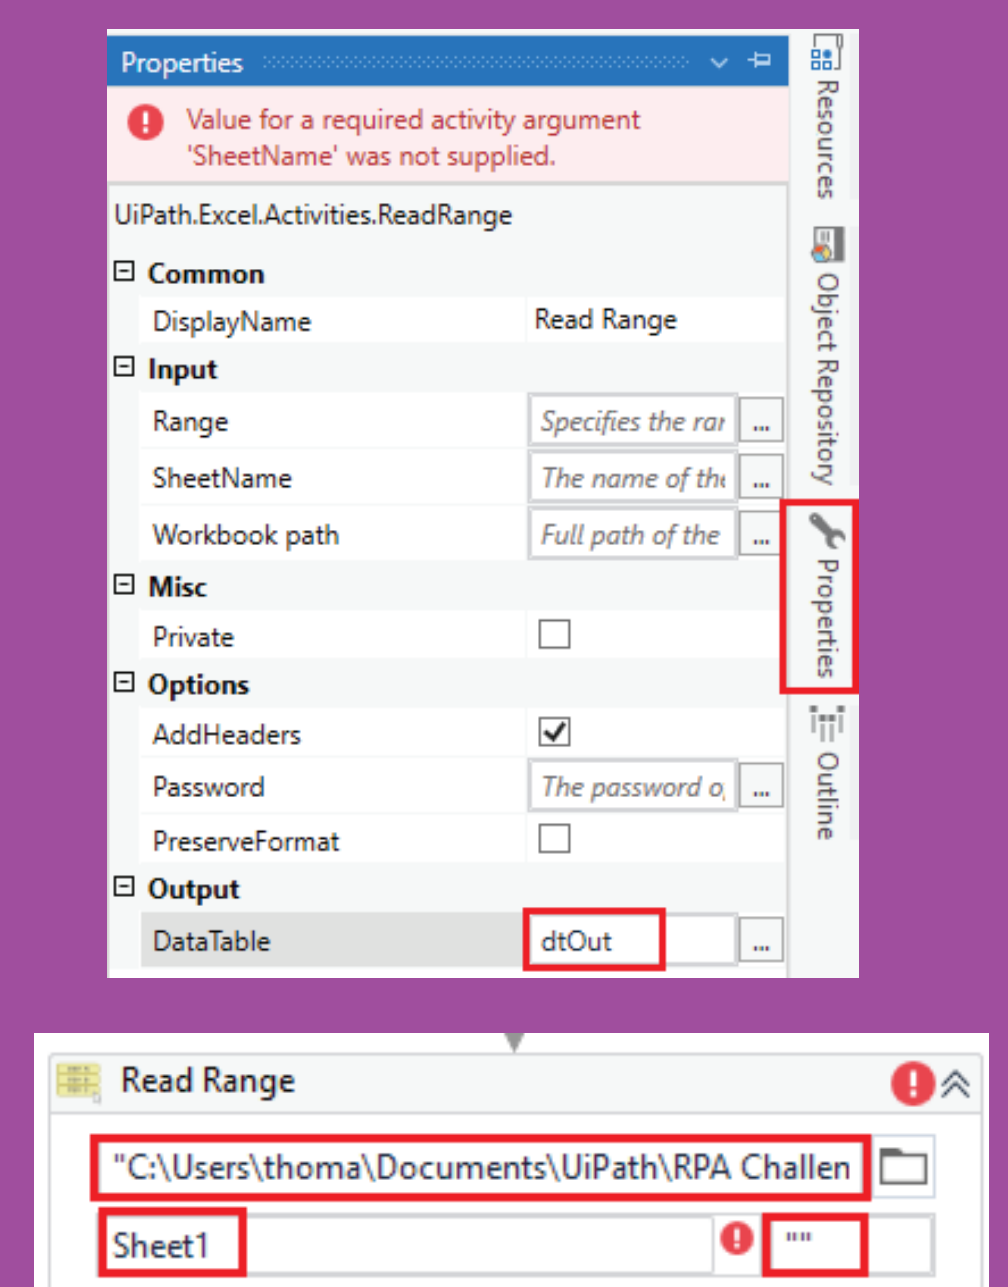 Properties
Value for a required activity argument
'SheetName' was not supplied.
UiPath.Excel.Activities.ReadRange
Common
DisplayName Read Range
Input
Range Specifies the rar ...
SheetName The name of the ...
Workbook path Full path of the ...
Misc
Private
Options
AddHeaders
Password The password o ...
PreserveFormat
Output
DataTable dtOut ...
Resources
Object Repository
Properties
Outline
Read Range
"C:\Users\thoma\Documents\UiPath\RPA Challen
Sheet1 ""